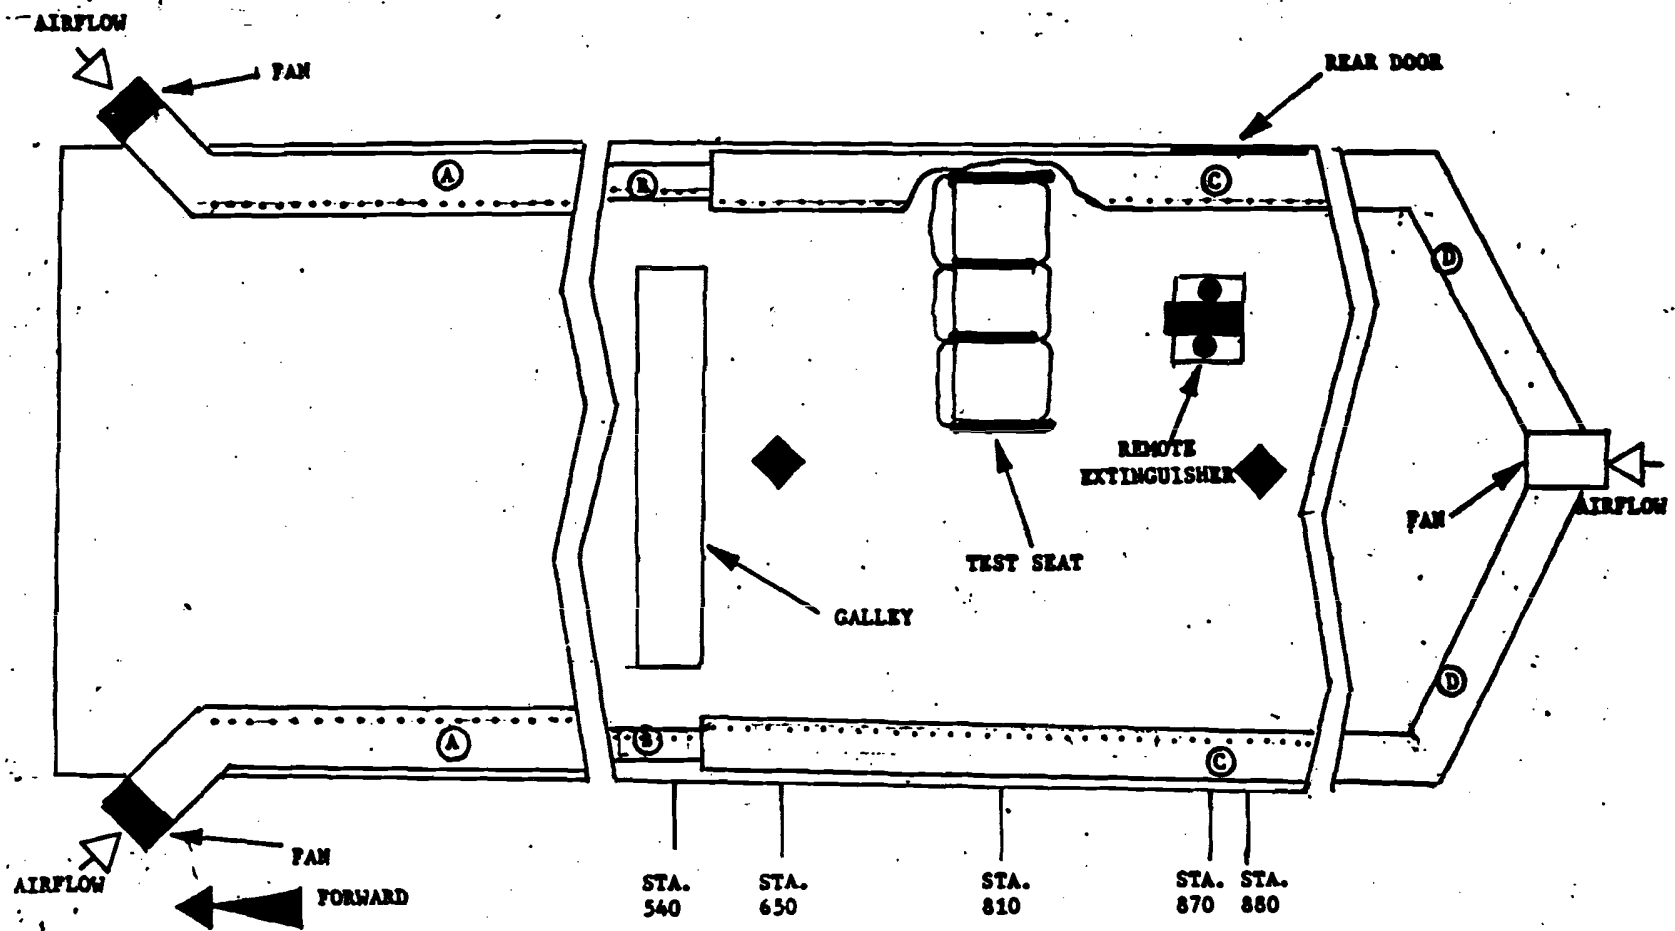 AIRFLOW
FAN
REAR DOOR
A
B
C
D
REMOTE
EXTINGUISHER
FAN
AIRFLOW
TEST SEAT
GALLEY
D
A
B
C
FAN
AIRFLOW
FORWARD
STA.
540
STA.
650
STA.
810
STA.
870
STA.
880